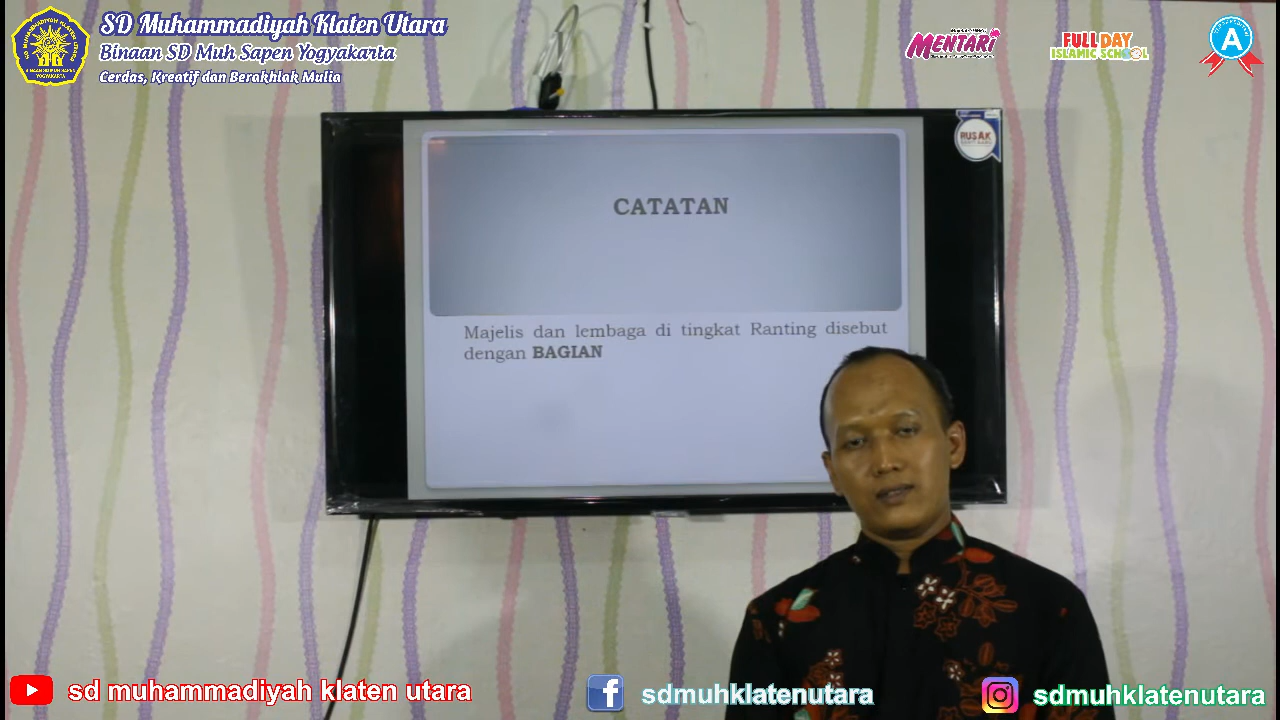 SD Muhammadiyah Klaten Utara
Binaan SD Muh Sapen Yogyakarta
Cerdas, Kreatif dan Berakhlak Mulia
MENTARI
FULL DAY
ISLAMIC SCHOOL
A
RUSAK
CATATAN
Majelis dan lembaga di tingkat Ranting disebut
dengan BAGIAN
sd muhammadiyah klaten utara
sdmuhklatenutara
sdmuhklatenutara